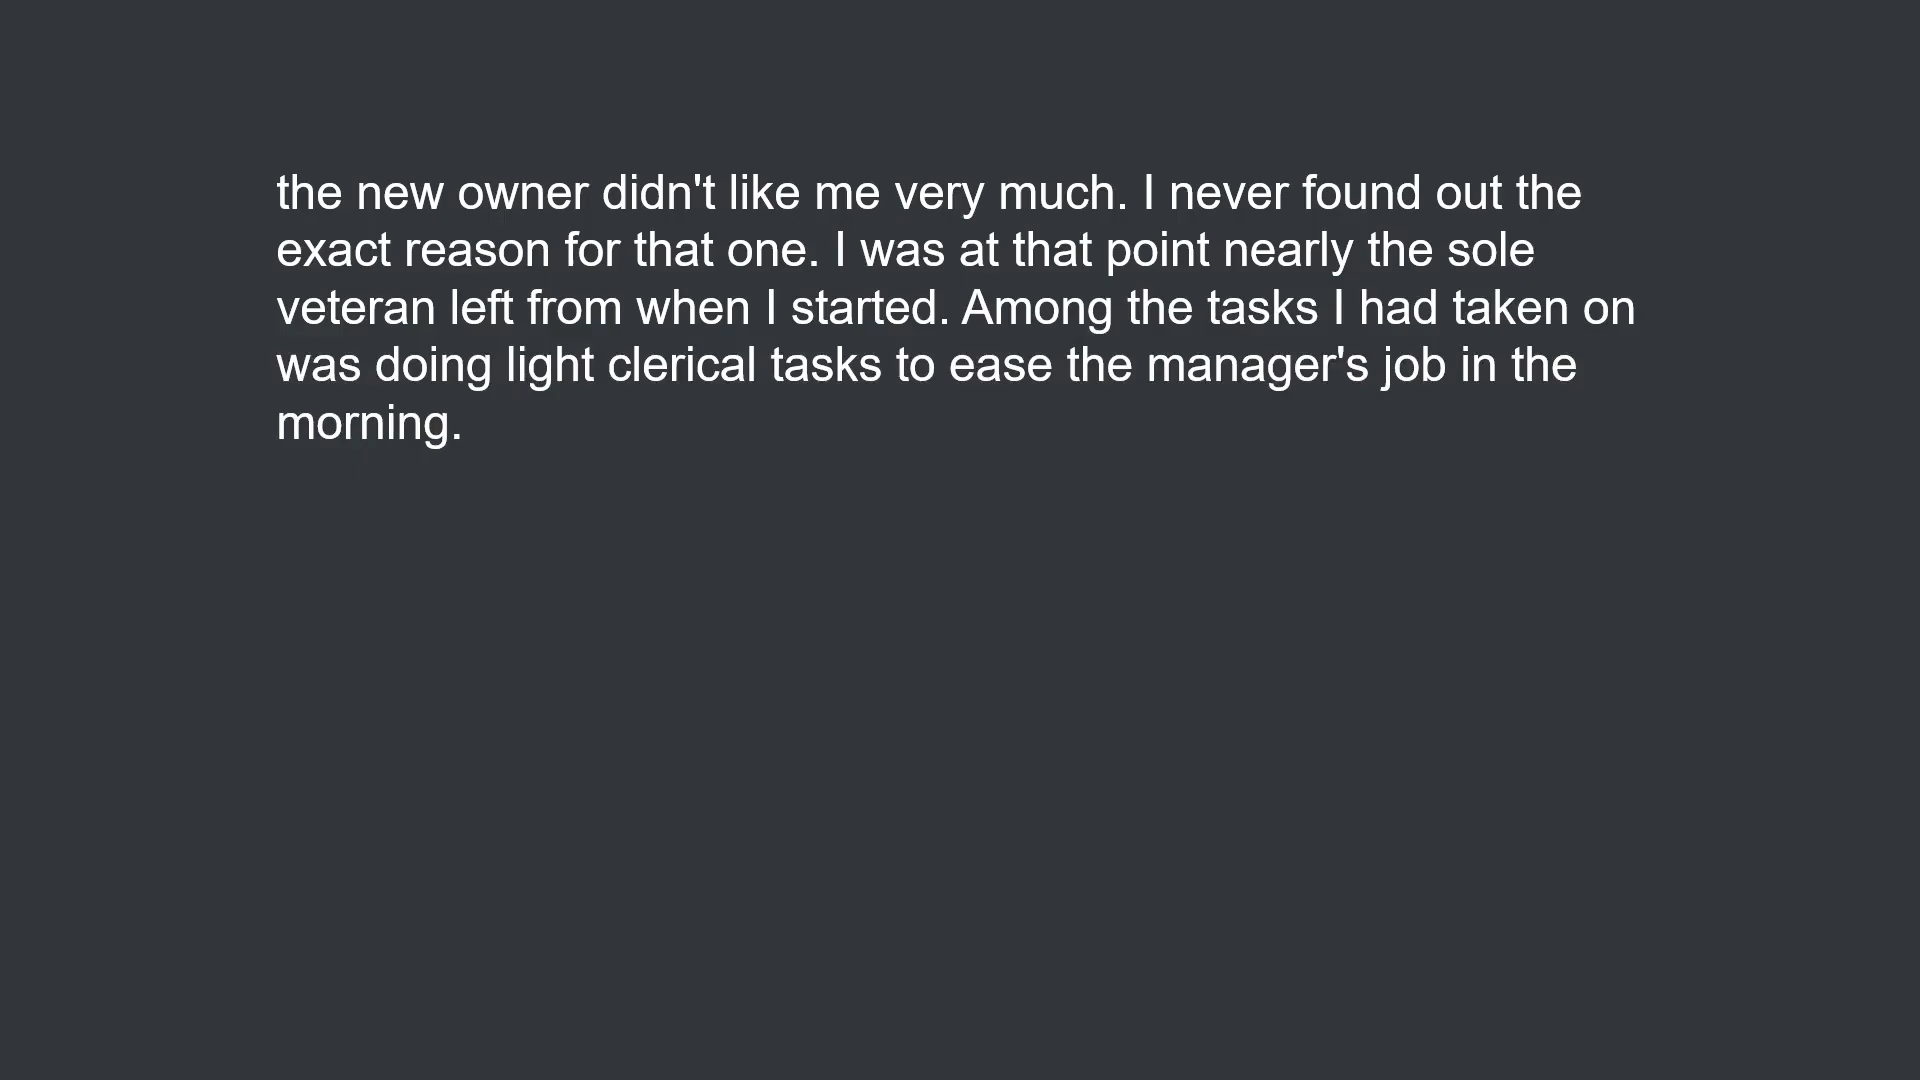 the new owner didn't like me very much. I never found out the
exact reason for that one. I was at that point nearly the sole
veteran left from when I started. Among the tasks I had taken on
was doing light clerical tasks to ease the manager's job in the
morning.